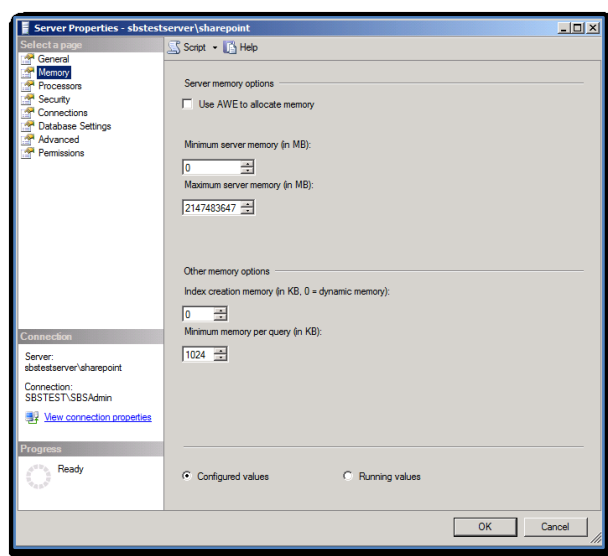 Server Properties - sbstestserver\sharepoint
Select a page
General
Memory
Processors
Security
Connections
Database Settings
Advanced
Permissions
Script Help
Server memory options
Use AWE to allocate memory
Minimum server memory (in MB):
0
Maximum server memory (in MB):
2147483647
Other memory options
Index creation memory (in KB, 0 = dynamic memory):
0
Minimum memory per query (in KB):
1024
Connection
Server:
sbstestserver\sharepoint
Connection:
SBSTEST\SBSAdmin
View connection properties
Progress
Ready
Configured values Running values
OK Cancel